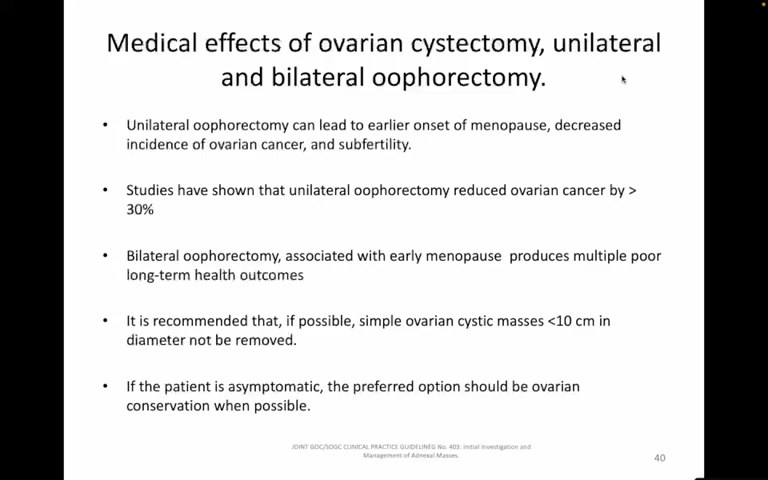 Medical effects of ovarian cystectomy, unilateral
and bilateral oophorectomy.
• Unilateral oophorectomy can lead to earlier onset of menopause, decreased
incidence of ovarian cancer, and subfertility.
• Studies have shown that unilateral oophorectomy reduced ovarian cancer by >
30%
• Bilateral oophorectomy, associated with early menopause  produces multiple poor
long-term health outcomes
• It is recommended that, if possible, simple ovarian cystic masses <10 cm in
diameter not be removed.
• If the patient is asymptomatic, the preferred option should be ovarian
conservation when possible.
JOINT GOC/SOGC CLINICAL PRACTICE GUIDELINEG No. 403: Initial Investigation and
Management of Adnexal Masses.
40